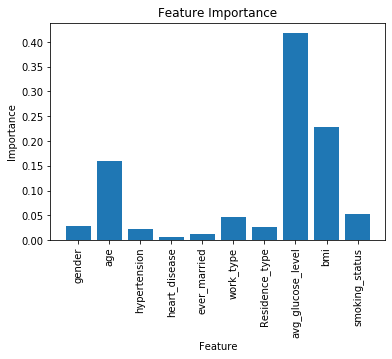 Feature Importance
Importance
0.40
0.35
0.30
0.25
0.20
0.15
0.10
0.05
0.00
gender
age
hypertension
heart_disease
ever_married
work_type
Residence_type
avg_glucose_level
bmi
smoking_status
Feature